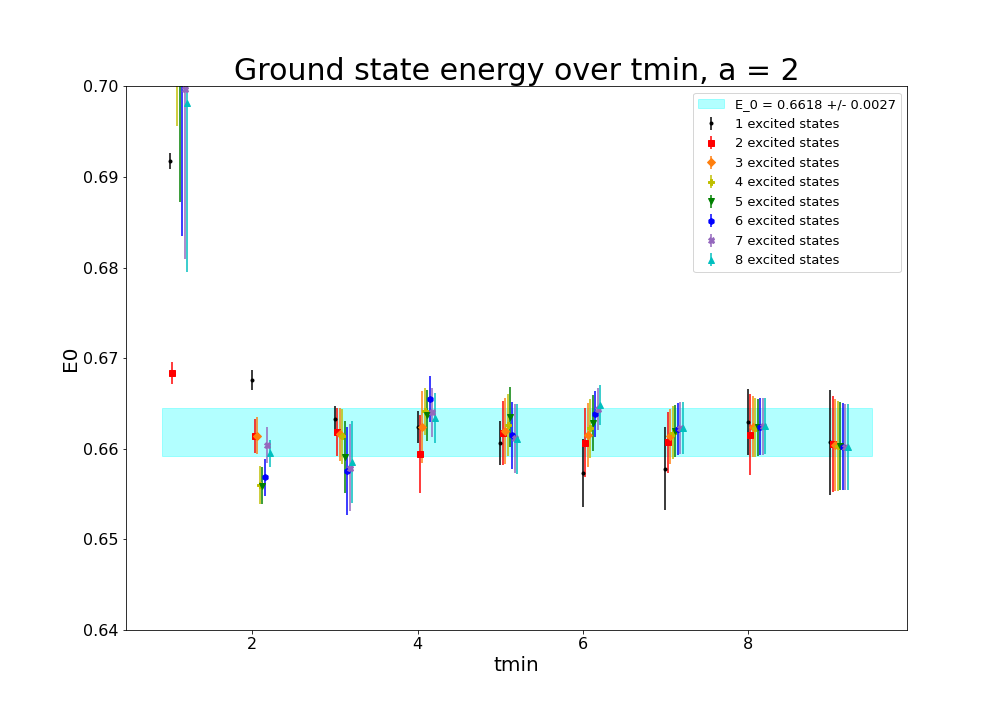 Ground state energy over tmin, a = 2
0.70
0.69
0.68
0.67
0.66
0.65
0.64
E0
E_0 = 0.6618 +/- 0.0027
1 excited states
2 excited states
3 excited states
4 excited states
5 excited states
6 excited states
7 excited states
8 excited states
2
4
6
8
tmin